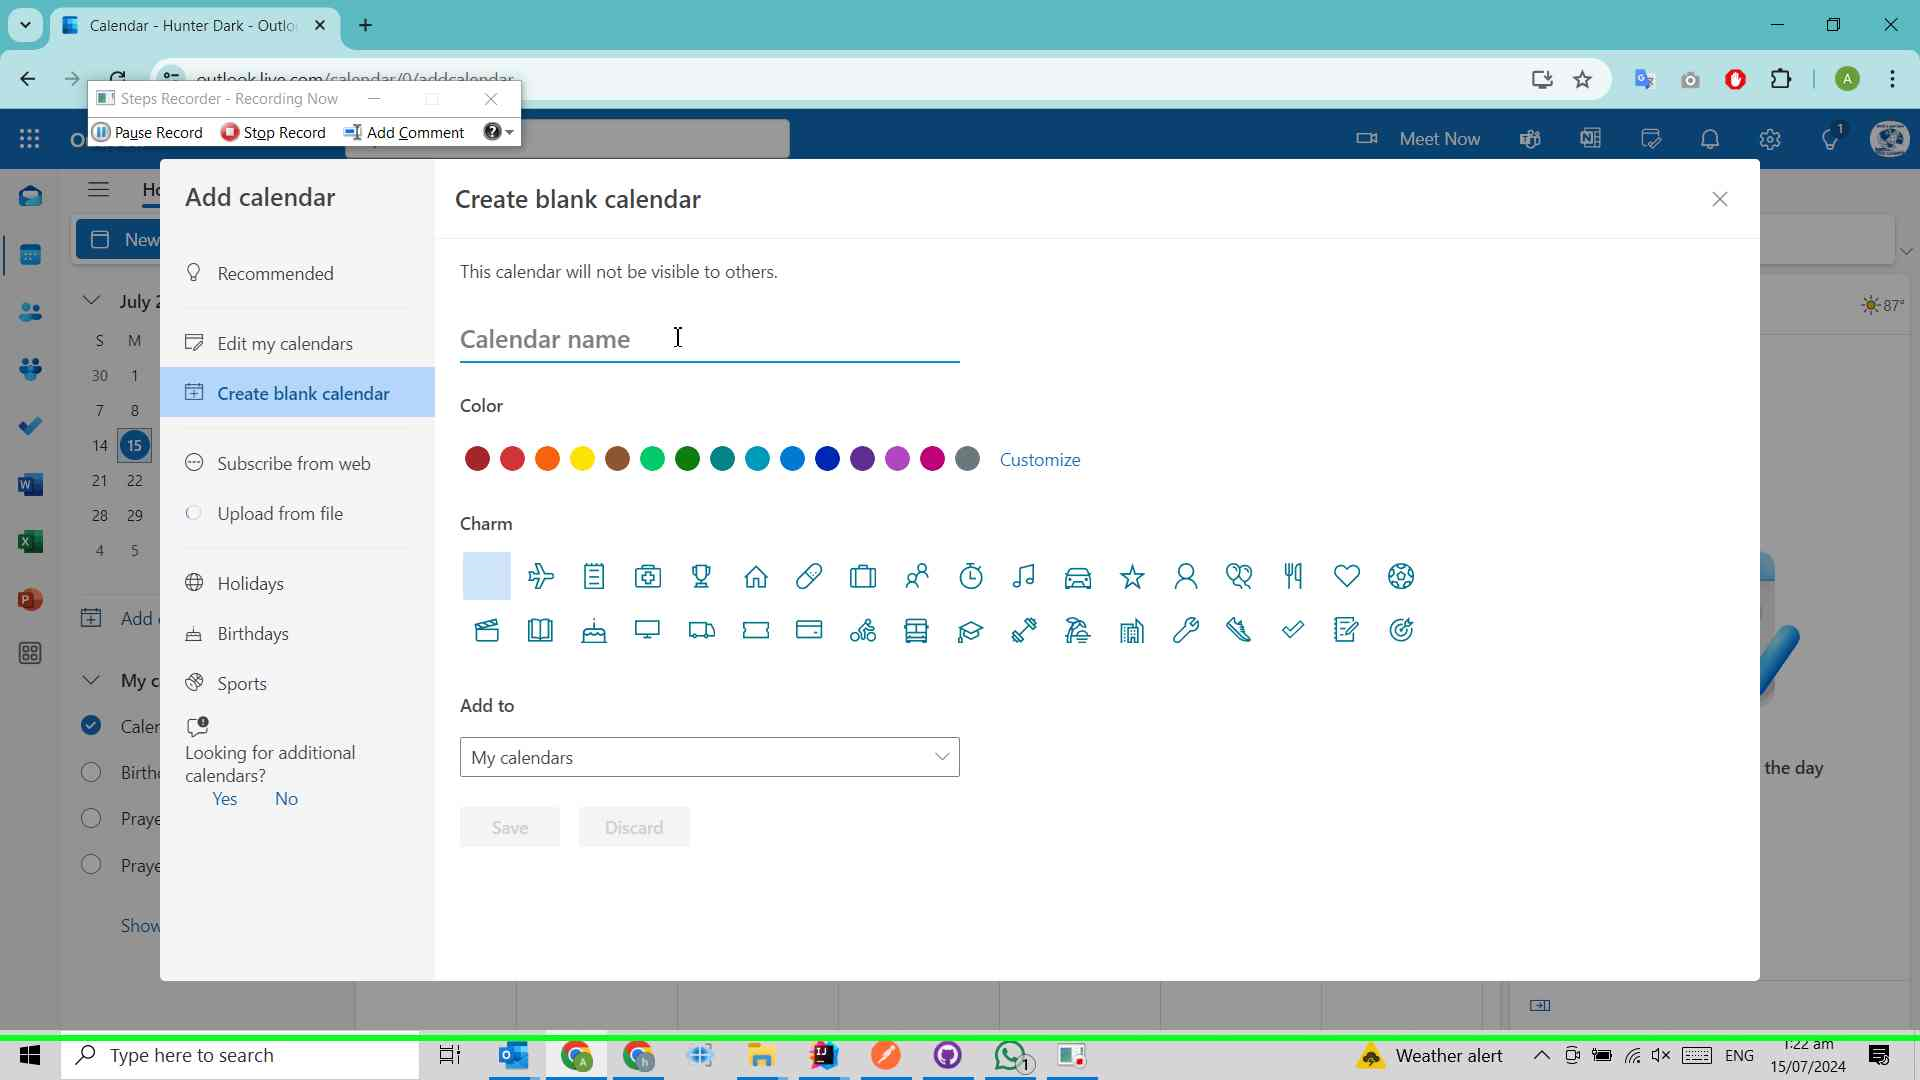 Calendar - Hunter Dark - Outlo
outlook.live.com/calendar/0/addcalendar
A
Steps Recorder - Recording Now
Pause Record
Stop Record
Add Comment
Meet Now
1
Add calendar
Recommended
Edit my calendars
Create blank calendar
Subscribe from web
Upload from file
Holidays
Birthdays
Sports
Looking for additional
calendars?
Yes
No
Create blank calendar
This calendar will not be visible to others.
Calendar name
Color
Customize
Charm
Add to
My calendars
Save
Discard
New
July 2
S M
30 1
7 8
14 15
21 22
28 29
4 5
Add
My c
Calen
Birth
Praye
Praye
Show
87°
the day
Type here to search
Weather alert
ENG
1:22 am
15/07/2024